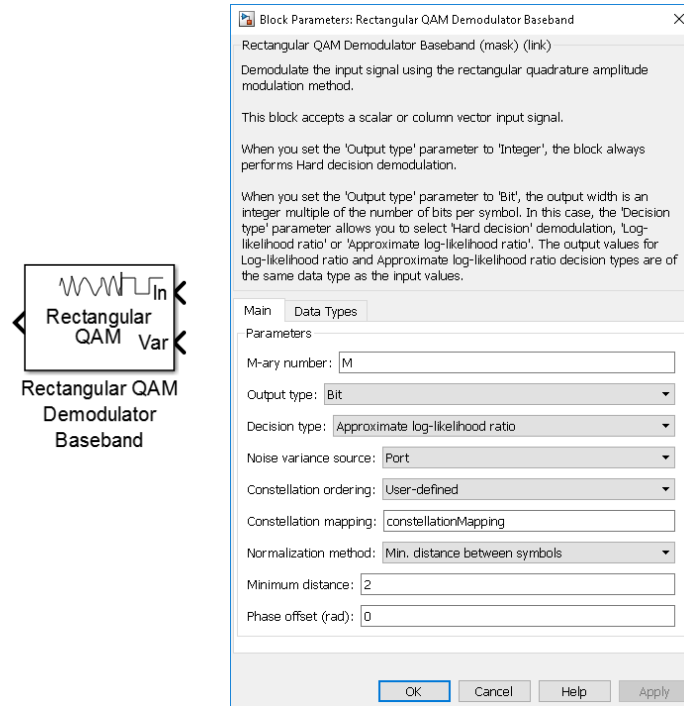 In
Rectangular
QAM
Var
Rectangular QAM
Demodulator
Baseband
Block Parameters: Rectangular QAM Demodulator Baseband
Rectangular QAM Demodulator Baseband (mask) (link)
Demodulate the input signal using the rectangular quadrature amplitude
modulation method.
This block accepts a scalar or column vector input signal.
When you set the 'Output type' parameter to 'Integer', the block always
performs Hard decision demodulation.
When you set the 'Output type' parameter to 'Bit', the output width is an
integer multiple of the number of bits per symbol. In this case, the 'Decision
type' parameter allows you to select 'Hard decision' demodulation, 'Log-
likelihood ratio' or 'Approximate log-likelihood ratio'. The output values for
Log-likelihood ratio and Approximate log-likelihood ratio decision types are of
the same data type as the input values.
Main Data Types
Parameters
M-ary number: M
Output type: Bit
Decision type: Approximate log-likelihood ratio
Noise variance source: Port
Constellation ordering: User-defined
Constellation mapping: constellationMapping
Normalization method: Min. distance between symbols
Minimum distance: 2
Phase offset (rad): 0
OK Cancel Help Apply